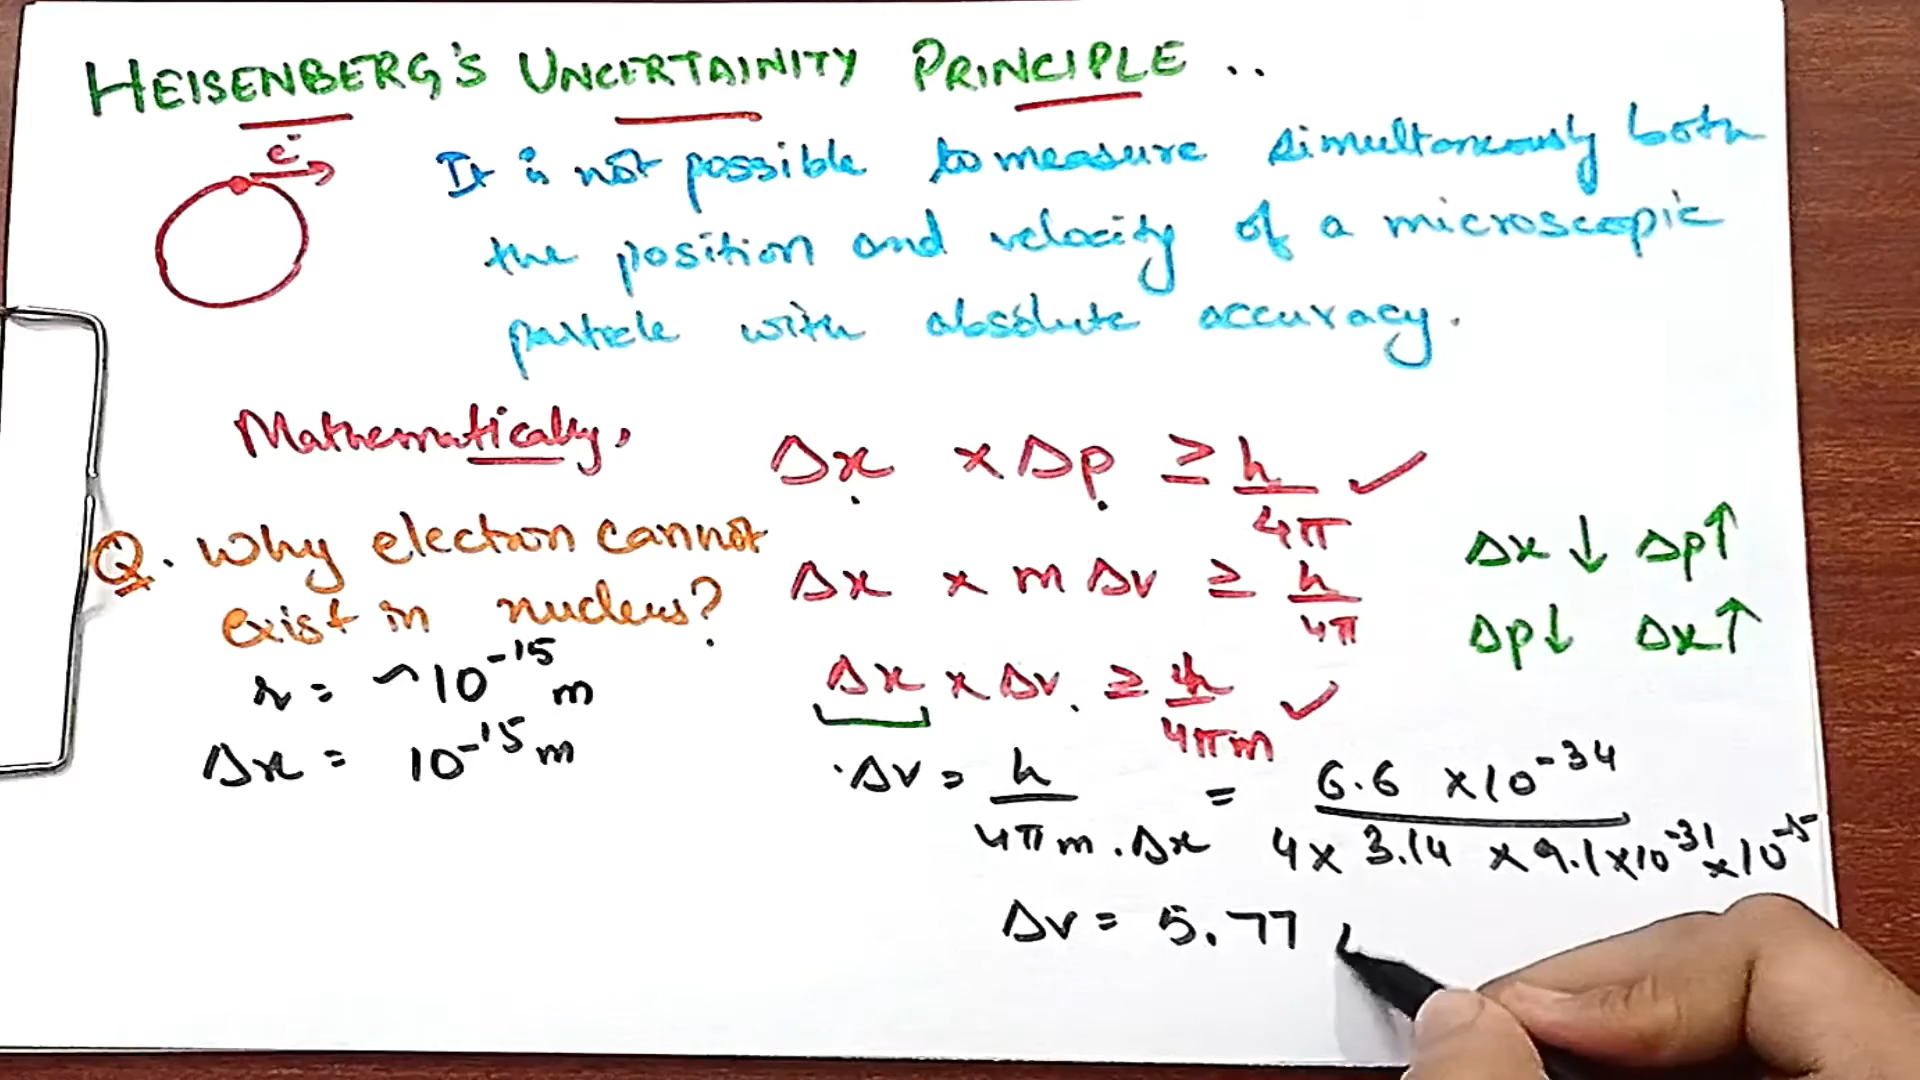 HEISENBERG'S UNCERTAINITY PRINCIPLE ..
e-
It is not possible to measure simultaneously both
the position and velocity of a microscopic
particle with absolute accuracy.
Mathematically,
Δx × Δp ≥ h/4π ✓
Q. Why electron cannot
exist in nucleus?
Δx × m Δv ≥ h/4π
Δx ↓ Δp↑
Δp↓ Δx↑
r = ~10^-15 m
Δx × Δv ≥ h/4πm ✓
Δx = 10^-15 m
Δv = h/4πm . Δx = 6.6 ×10^-34/4 × 3.14 × 9.1×10^-31 × 10^-15
Δv = 5.77